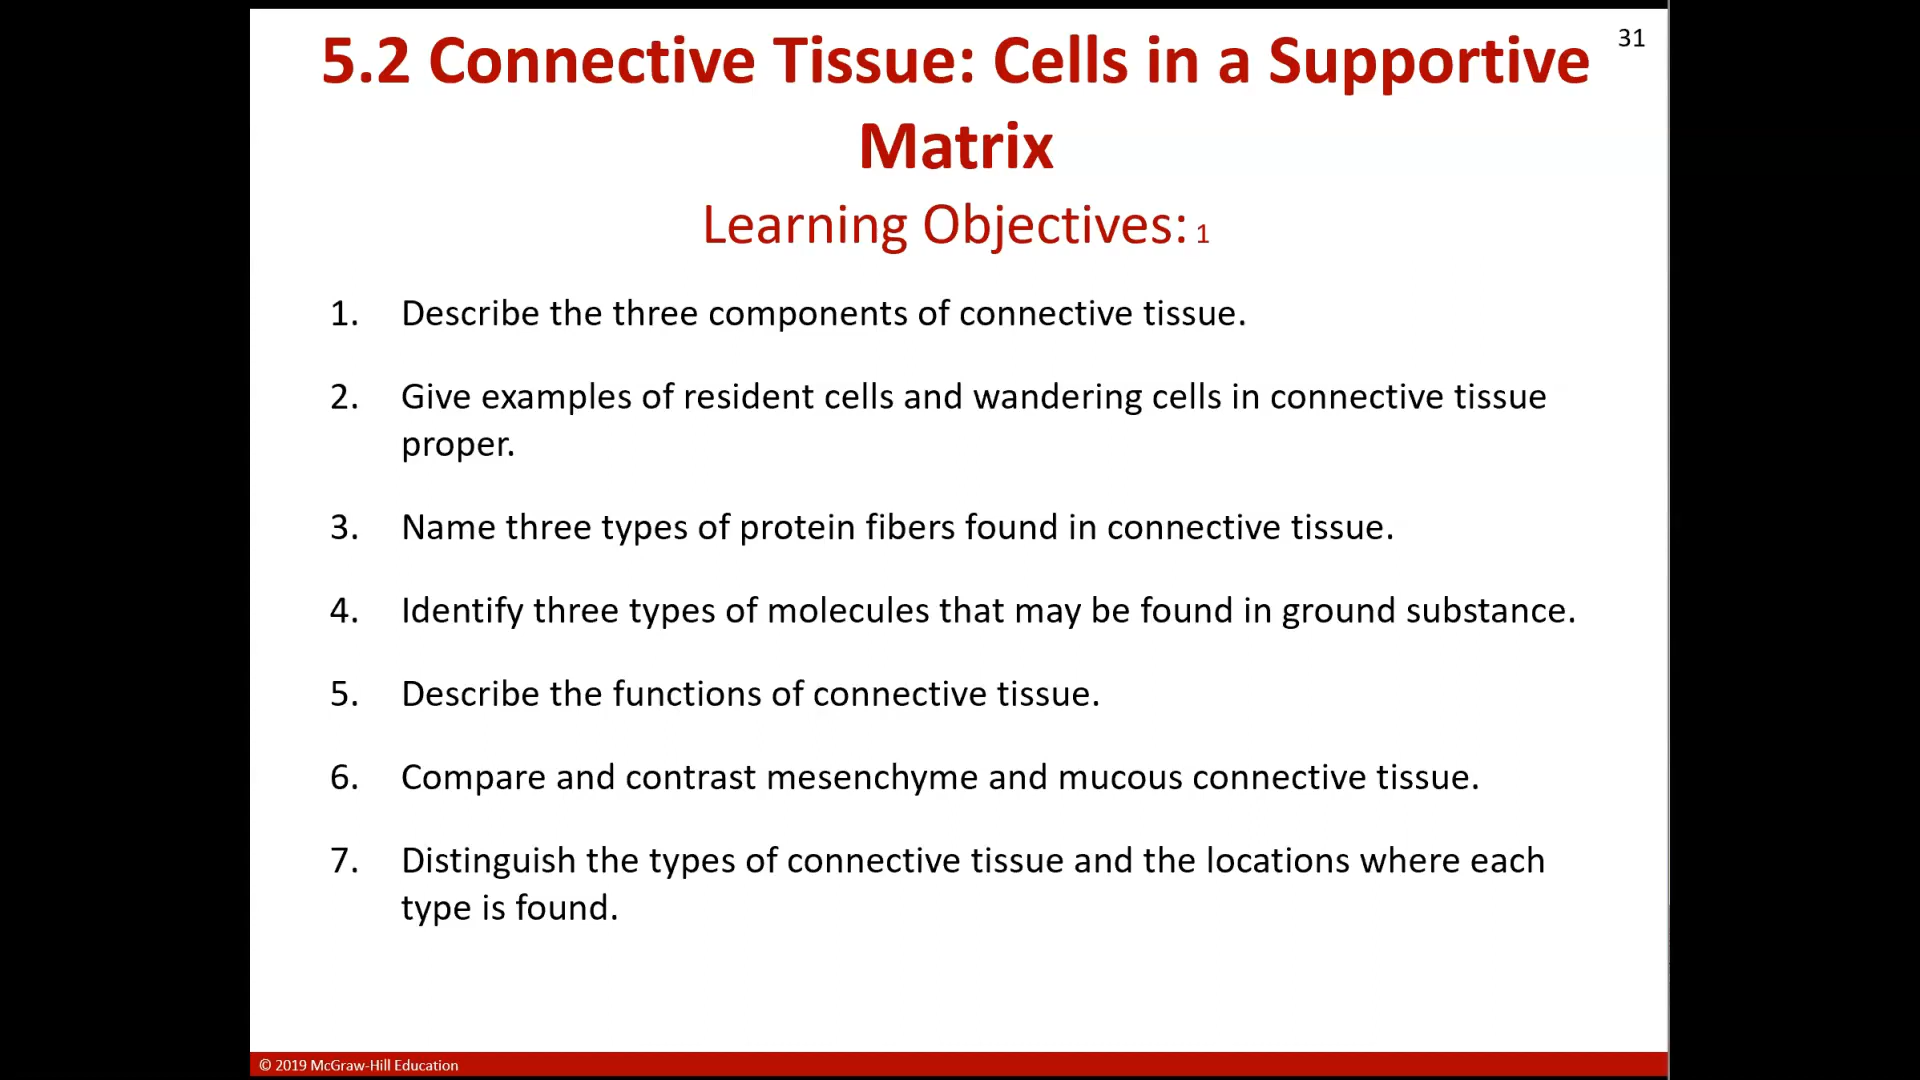 31
5.2 Connective Tissue: Cells in a Supportive
Matrix
Learning Objectives: 1
1. Describe the three components of connective tissue.
2. Give examples of resident cells and wandering cells in connective tissue
proper.
3. Name three types of protein fibers found in connective tissue.
4. Identify three types of molecules that may be found in ground substance.
5. Describe the functions of connective tissue.
6. Compare and contrast mesenchyme and mucous connective tissue.
7. Distinguish the types of connective tissue and the locations where each
type is found.
© 2019 McGraw-Hill Education